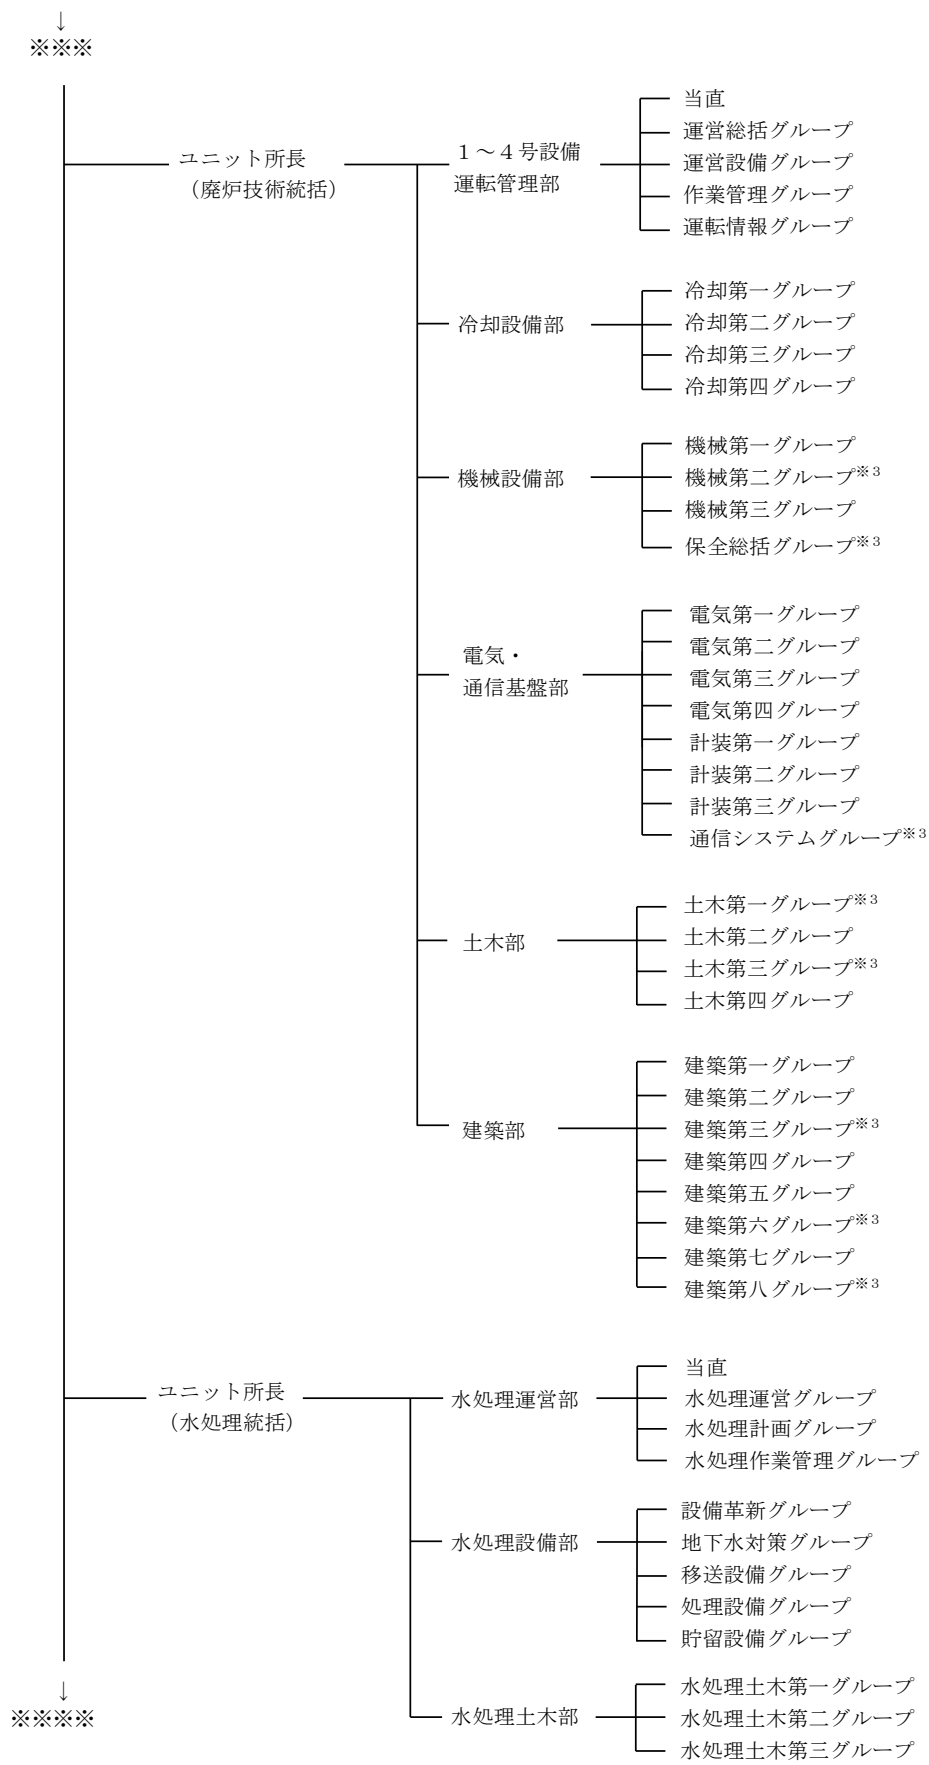 ↓
※※※
ユニット所長
（廃炉技術統括）
１～４号設備
運転管理部
当直
運営総括グループ
運営設備グループ
作業管理グループ
運転情報グループ
冷却設備部
冷却第一グループ
冷却第二グループ
冷却第三グループ
冷却第四グループ
機械設備部
機械第一グループ
機械第二グループ※３
機械第三グループ
保全総括グループ※３
電気・
通信基盤部
電気第一グループ
電気第二グループ
電気第三グループ
電気第四グループ
計装第一グループ
計装第二グループ
計装第三グループ
通信システムグループ※３
土木部
土木第一グループ※３
土木第二グループ
土木第三グループ※３
土木第四グループ
建築部
建築第一グループ
建築第二グループ
建築第三グループ※３
建築第四グループ
建築第五グループ
建築第六グループ※３
建築第七グループ
建築第八グループ※３
ユニット所長
（水処理統括）
水処理運営部
当直
水処理運営グループ
水処理計画グループ
水処理作業管理グループ
水処理設備部
設備革新グループ
地下水対策グループ
移送設備グループ
処理設備グループ
貯留設備グループ
水処理土木部
水処理土木第一グループ
水処理土木第二グループ
水処理土木第三グループ
↓
※※※※